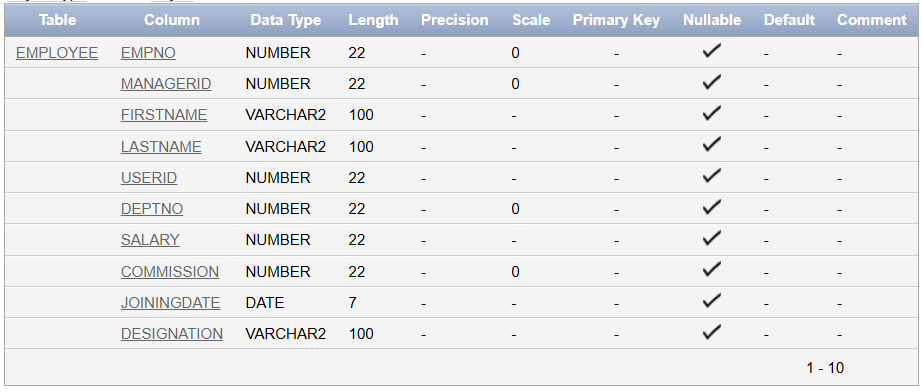 Table Column Data Type Length Precision Scale Primary Key Nullable Default Comment
EMPLOYEE EMPNO NUMBER 22 - 0 - ✓ - -
MANAGERID NUMBER 22 - 0 - ✓ - -
FIRSTNAME VARCHAR2 100 - - - ✓ - -
LASTNAME VARCHAR2 100 - - - ✓ - -
USERID NUMBER 22 - - - ✓ - -
DEPTNO NUMBER 22 - 0 - ✓ - -
SALARY NUMBER 22 - - - ✓ - -
COMMISSION NUMBER 22 - 0 - ✓ - -
JOININGDATE DATE 7 - - - ✓ - -
DESIGNATION VARCHAR2 100 - - - ✓ - -
1 - 10